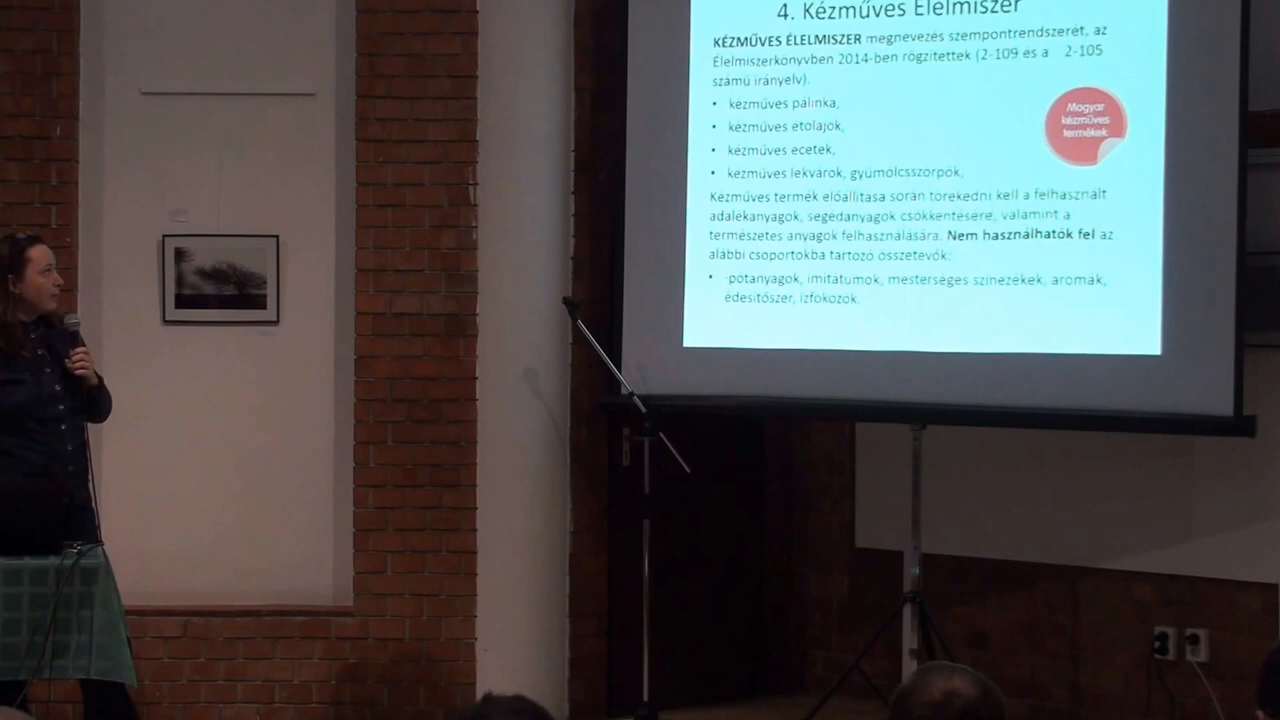 4. Kézműves Élelmiszer
KÉZMŰVES ÉLELMISZER megnevezés szempontrendszerét, az
Élelmiszerkönyvben 2014-ben rögzítettek (2-109 és a 2-105
számú irányelv).
• kézműves pálinka,
• kézműves étolajok,
• kézműves ecetek,
• kézműves lekvárok, gyümölcsszörpök,
Magyar
kézműves
termékek
Kézműves termék előállítása során törekedni kell a felhasznált
adalékanyagok, segédanyagok csökkentésére, valamint a
természetes anyagok felhasználására. Nem használhatók fel az
alábbi csoportokba tartozó összetevők:
• pótanyagok, imitátumok, mesterséges színezékek, aromák,
édesítőszer, ízfokozók.